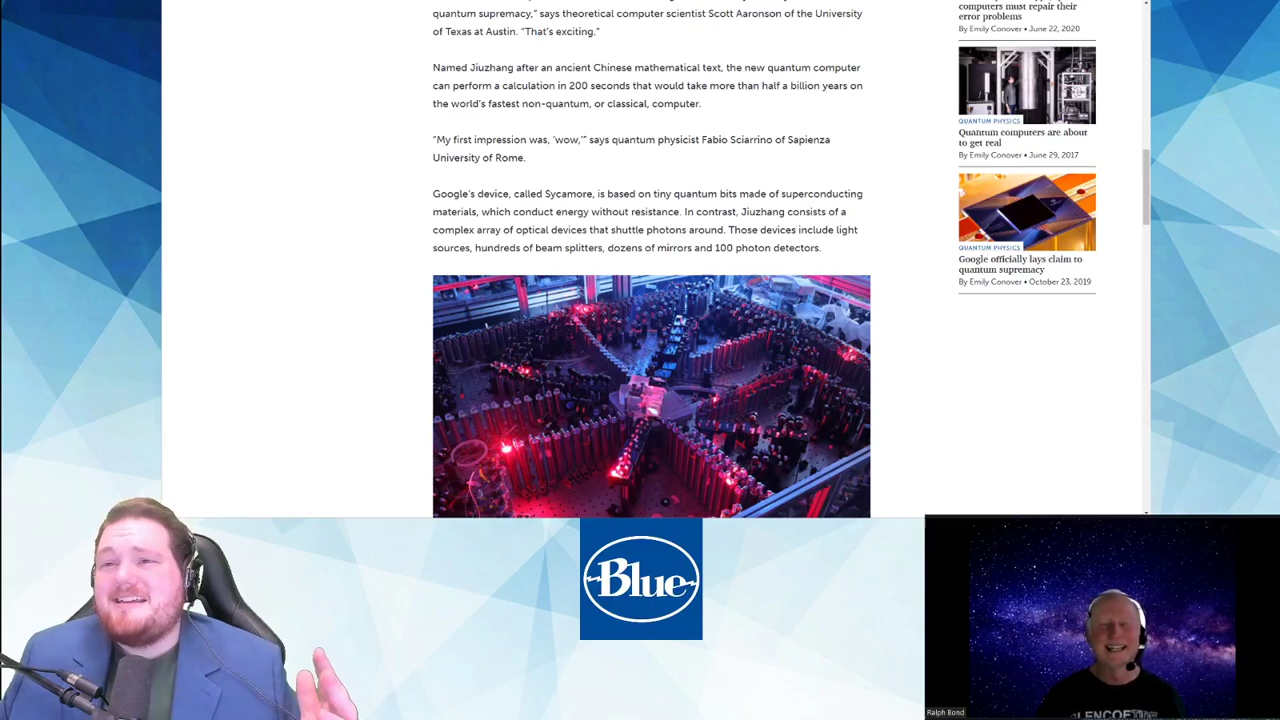 quantum supremacy,” says theoretical computer scientist Scott Aaronson of the University
of Texas at Austin. “That’s exciting.”
Named Jiuzhang after an ancient Chinese mathematical text, the new quantum computer
can perform a calculation in 200 seconds that would take more than half a billion years on
the world’s fastest non-quantum, or classical, computer.
“My first impression was, ‘wow,’” says quantum physicist Fabio Sciarrino of Sapienza
University of Rome.
Google’s device, called Sycamore, is based on tiny quantum bits made of superconducting
materials, which conduct energy without resistance. In contrast, Jiuzhang consists of a
complex array of optical devices that shuttle photons around. Those devices include light
sources, hundreds of beam splitters, dozens of mirrors and 100 photon detectors.
computers must repair their
error problems
By Emily Conover • June 22, 2020
QUANTUM PHYSICS
Quantum computers are about
to get real
By Emily Conover • June 29, 2017
QUANTUM PHYSICS
Google officially lays claim to
quantum supremacy
By Emily Conover • October 23, 2019
Blue
Ralph Bond